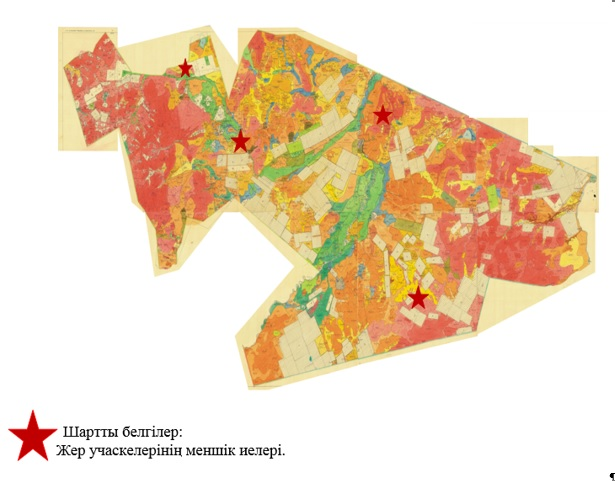 Шартты белгілер:
Жер учаскелерінің меншік иелері.